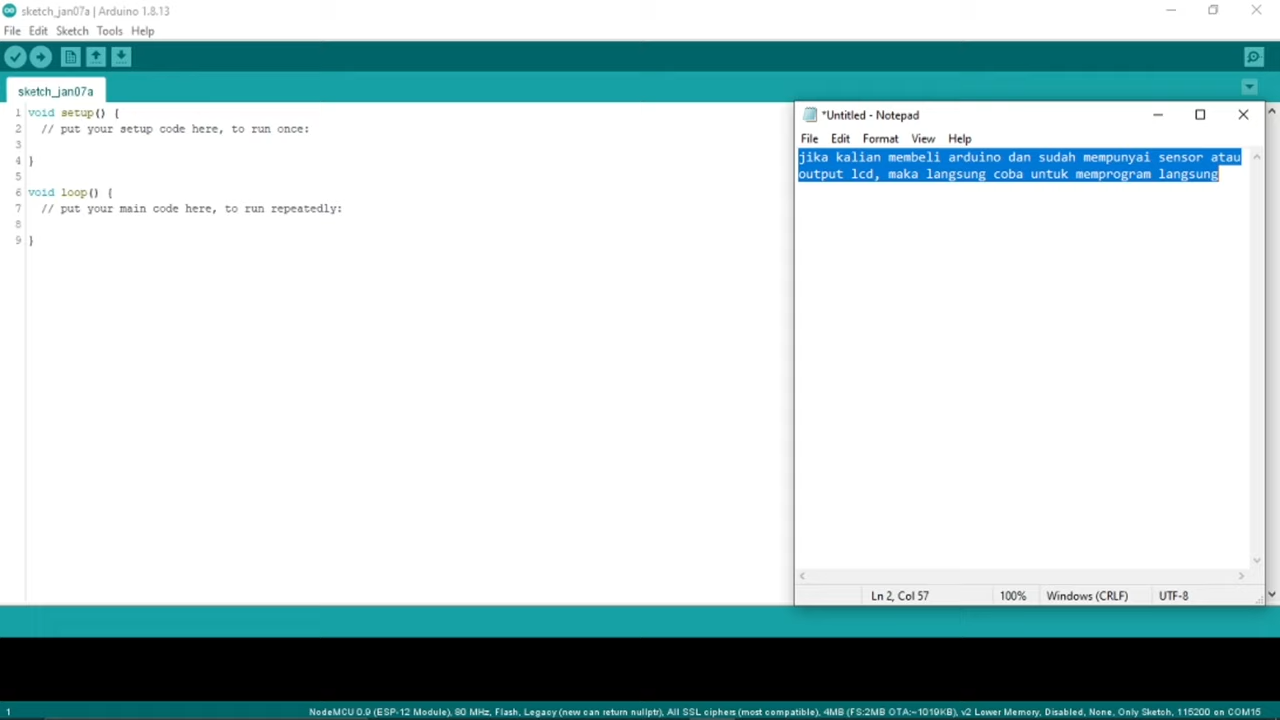 sketch_jan07a | Arduino 1.8.13
File Edit Sketch Tools Help
sketch_jan07a
1 void setup() {
2 // put your setup code here, to run once:
3
4 }
5
6 void loop() {
7 // put your main code here, to run repeatedly:
8
9 }
*Untitled - Notepad
File Edit Format View Help
jika kalian membeli arduino dan sudah mempunyai sensor atau
output lcd, maka langsung coba untuk memprogram langsung
Ln 2, Col 57 100% Windows (CRLF) UTF-8
1 NodeMCU 0.9 (ESP-12 Module), 80 MHz, Flash, Legacy (new can return nullptr), All SSL ciphers (most compatible), 4MB (FS:2MB OTA:~1019KB), v2 Lower Memory, Disabled, None, Only Sketch, 115200 on COM15